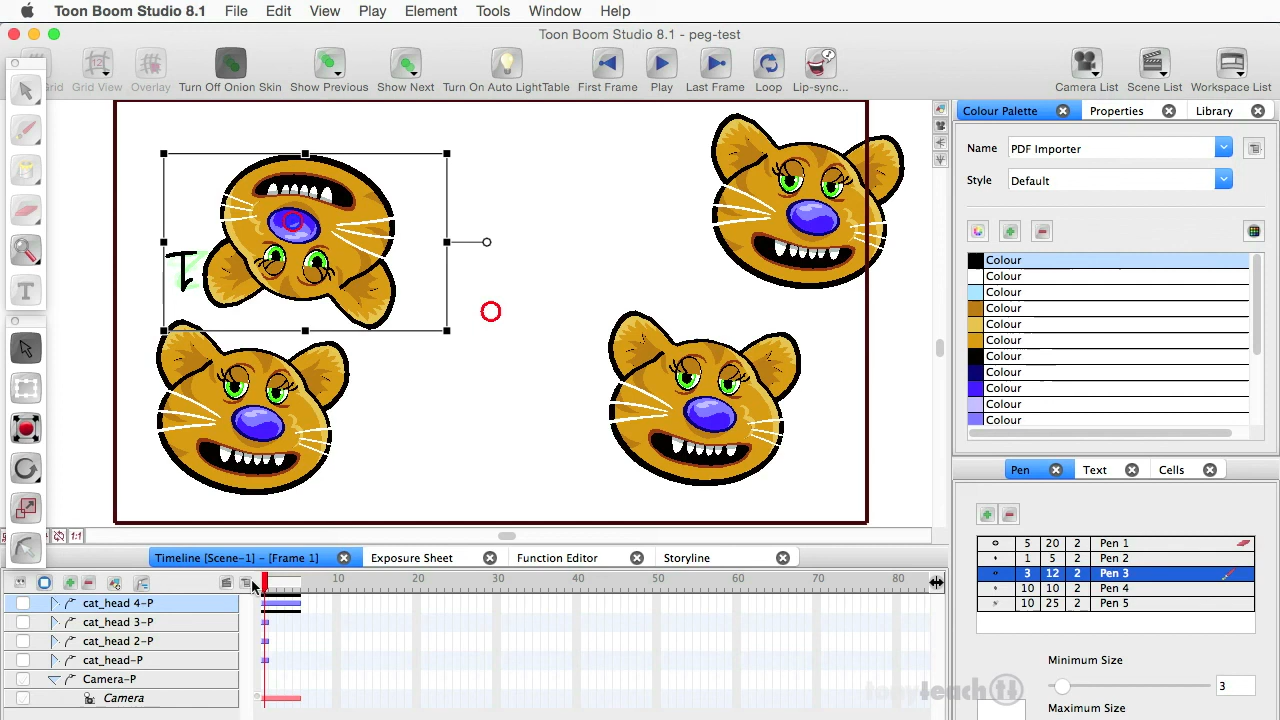 Toon Boom Studio 8.1 File Edit View Play Element Tools Window Help
Toon Boom Studio 8.1 - peg-test
Grid Grid View Overlay Turn Off Onion Skin Show Previous Show Next Turn On Auto LightTable First Frame Play Last Frame Loop Lip-sync... Camera List Scene List Workspace List
Colour Palette Properties Library
Name PDF Importer
Style Default
Colour
Colour
Colour
Colour
Colour
Colour
Colour
Colour
Colour
Colour
Colour
Pen Text Cells
5 20 2 Pen 1
1 5 2 Pen 2
3 12 2 Pen 3
10 10 2 Pen 4
10 25 2 Pen 5
Minimum Size
3
Maximum Size
1:1
Timeline [Scene-1] - [Frame 1] Exposure Sheet Function Editor Storyline
10 20 30 40 50 60 70 80
cat_head 4-P
cat_head 3-P
cat_head 2-P
cat_head-P
Camera-P
Camera
tonyteach